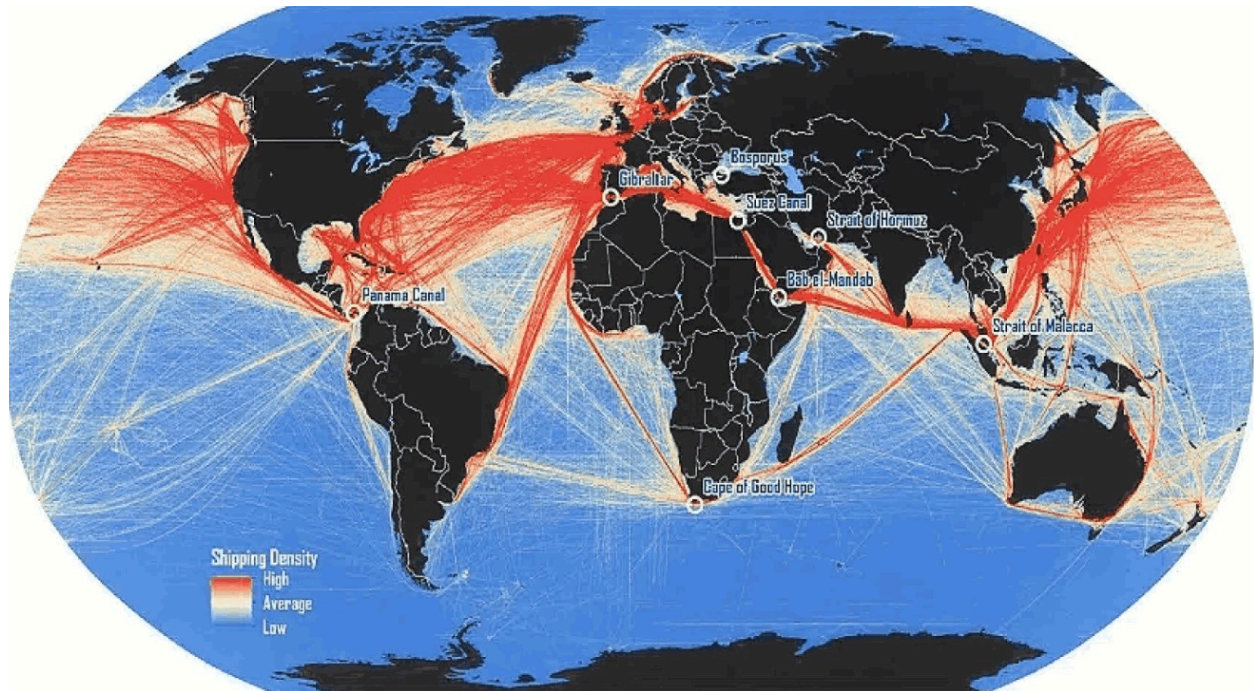 Bosporus
Gibraltar
Suez Canal
Strait of Hormuz
Bab el-Mandab
Panama Canal
Strait of Malacca
Cape of Good Hope
Shipping Density
High
Average
Low